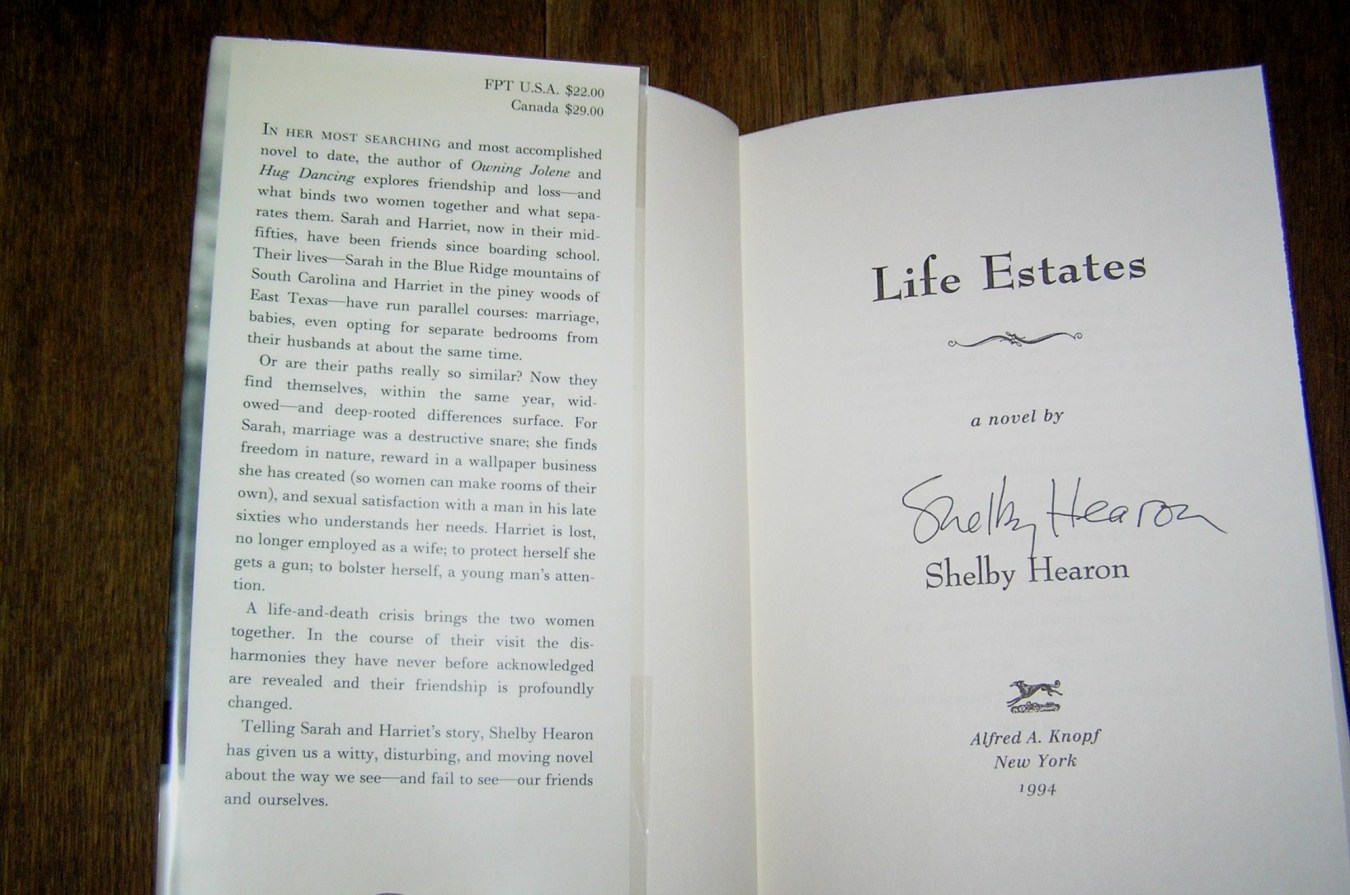 FPT U.S.A. $22.00
Canada $29.00
IN HER MOST SEARCHING and most accomplished
novel to date, the author of Owning Jolene and
Hug Dancing explores friendship and loss—and
what binds two women together and what sepa-
rates them. Sarah and Harriet, now in their mid-
fifties, have been friends since boarding school.
Their lives—Sarah in the Blue Ridge mountains of
South Carolina and Harriet in the piney woods of
East Texas—have run parallel courses: marriage,
babies, even opting for separate bedrooms from
their husbands at about the same time.
Or are their paths really so similar? Now they
find themselves, within the same year, wid-
owed—and deep-rooted differences surface. For
Sarah, marriage was a destructive snare; she finds
freedom in nature, reward in a wallpaper business
she has created (so women can make rooms of their
own), and sexual satisfaction with a man in his late
sixties who understands her needs. Harriet is lost,
no longer employed as a wife; to protect herself she
gets a gun; to bolster herself, a young man's atten-
tion.
A life-and-death crisis brings the two women
together. In the course of their visit the dis-
harmonies they have never before acknowledged
are revealed and their friendship is profoundly
changed.
Telling Sarah and Harriet's story, Shelby Hearon
has given us a witty, disturbing, and moving novel
about the way we see—and fail to see—our friends
and ourselves.
Life Estates
a novel by
Shelby Hearon
Shelby Hearon
Alfred A. Knopf
New York
1994